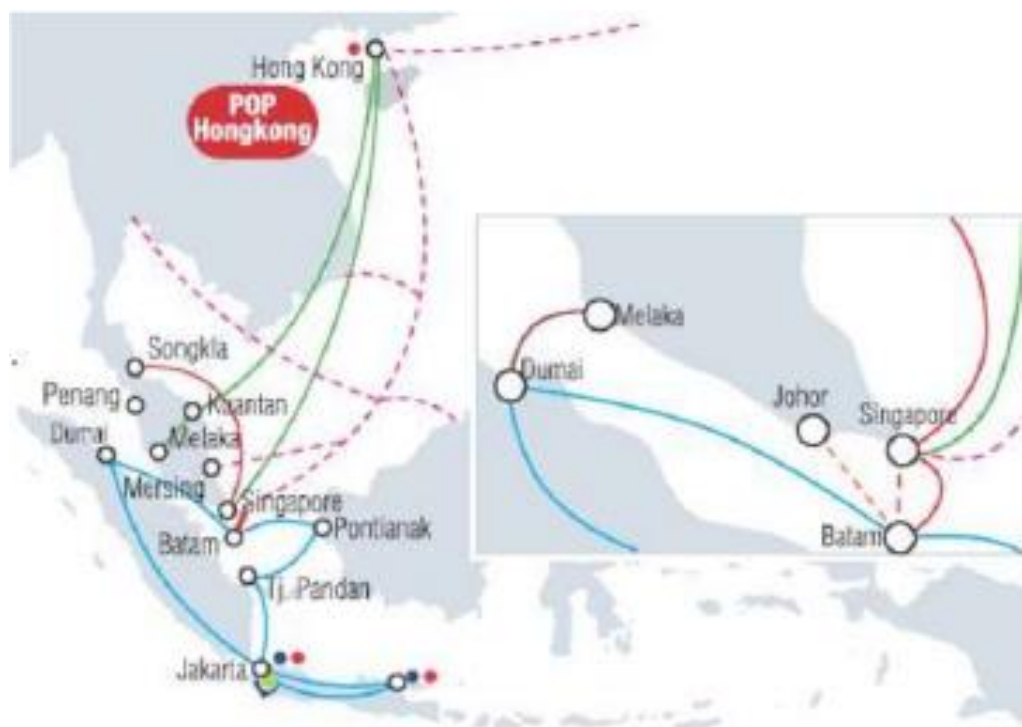 Hong Kong
POP
Hongkong
Songkla
Penang
Kuantan
Dumai
Melaka
Mersing
Singapore
Batam
Pontianak
Tj. Pandan
Jakarta
Melaka
Dumai
Johor
Singapore
Batam